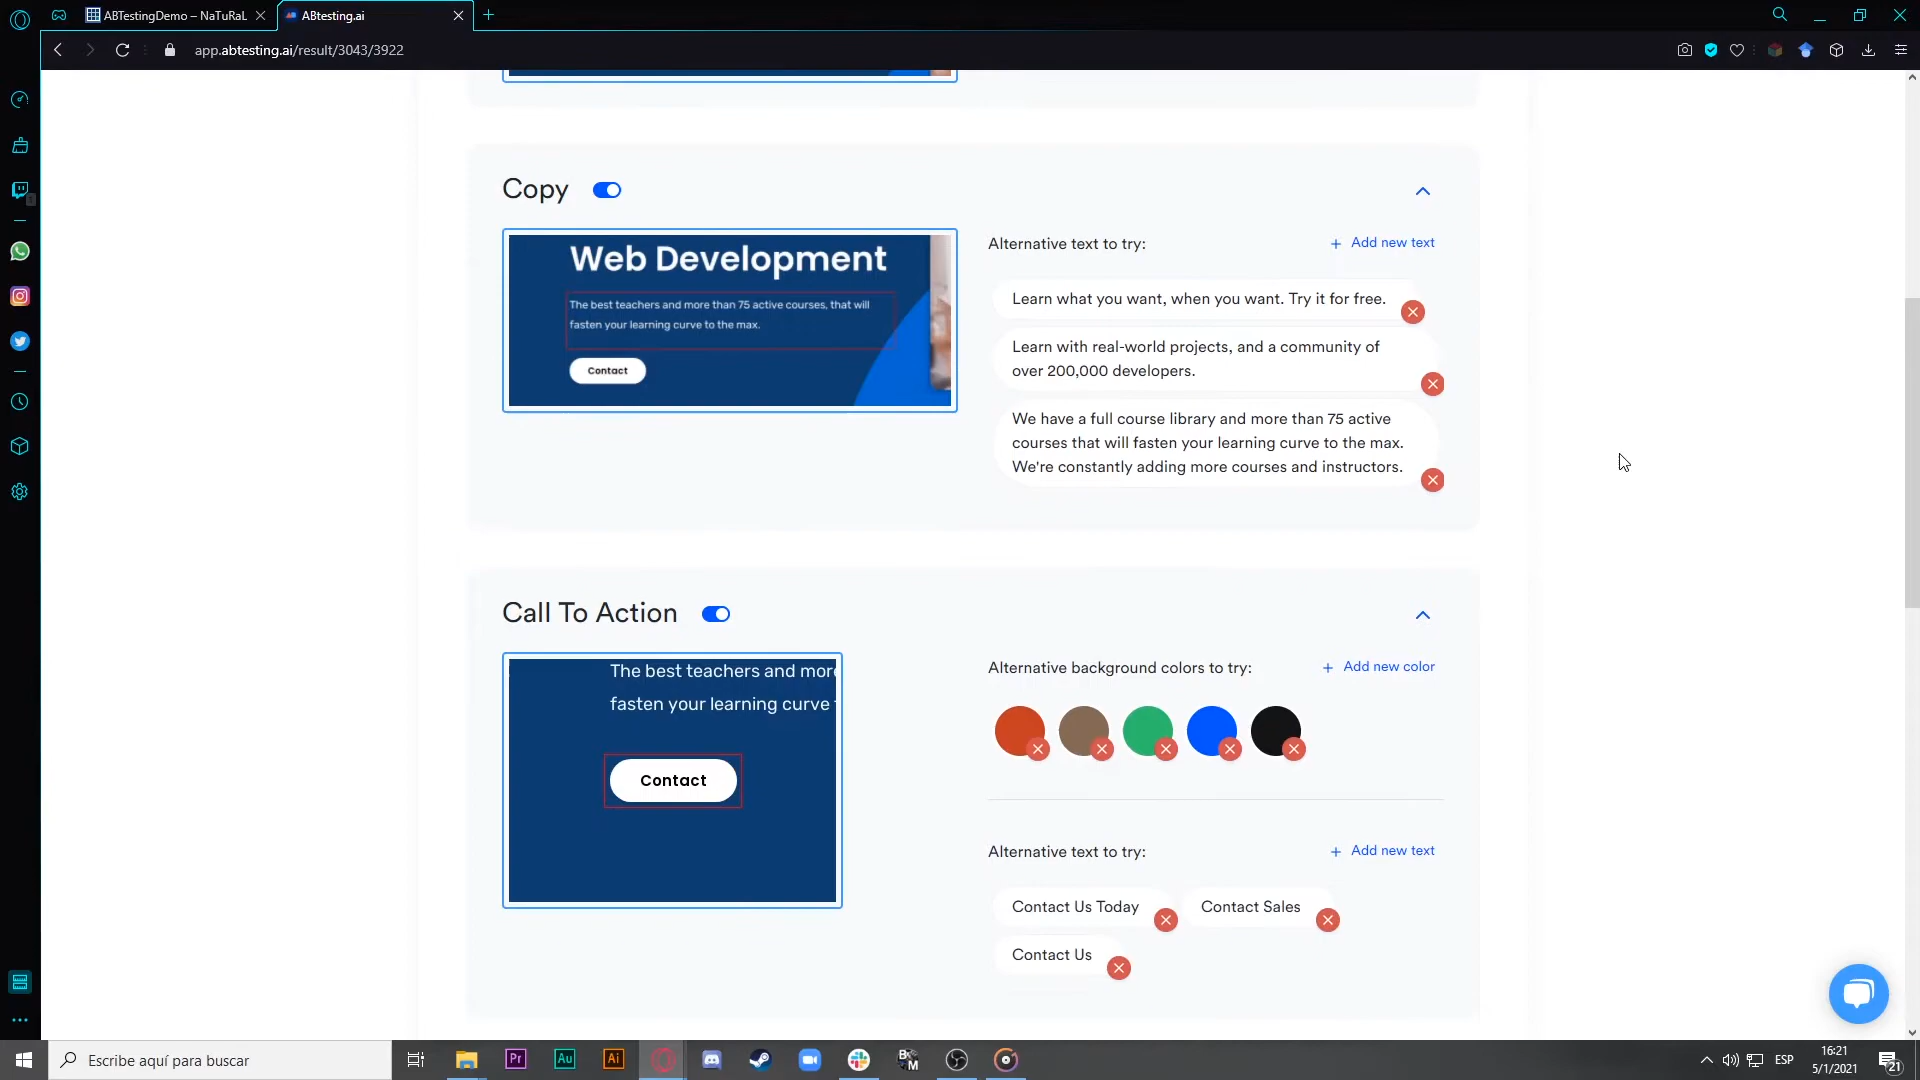 ABTestingDemo – NaTuRaL
ABtesting.ai
app.abtesting.ai/result/3043/3922
Copy
Web Development
The best teachers and more than 75 active courses, that will
fasten your learning curve to the max.
Contact
Alternative text to try:
+ Add new text
Learn what you want, when you want. Try it for free.
Learn with real-world projects, and a community of
over 200,000 developers.
We have a full course library and more than 75 active
courses that will fasten your learning curve to the max.
We're constantly adding more courses and instructors.
Call To Action
The best teachers and more
fasten your learning curve
Contact
Alternative background colors to try:
+ Add new color
Alternative text to try:
+ Add new text
Contact Us Today
Contact Sales
Contact Us
Escribe aquí para buscar
Pr
Au
Ai
ESP
16:21
5/1/2021
21